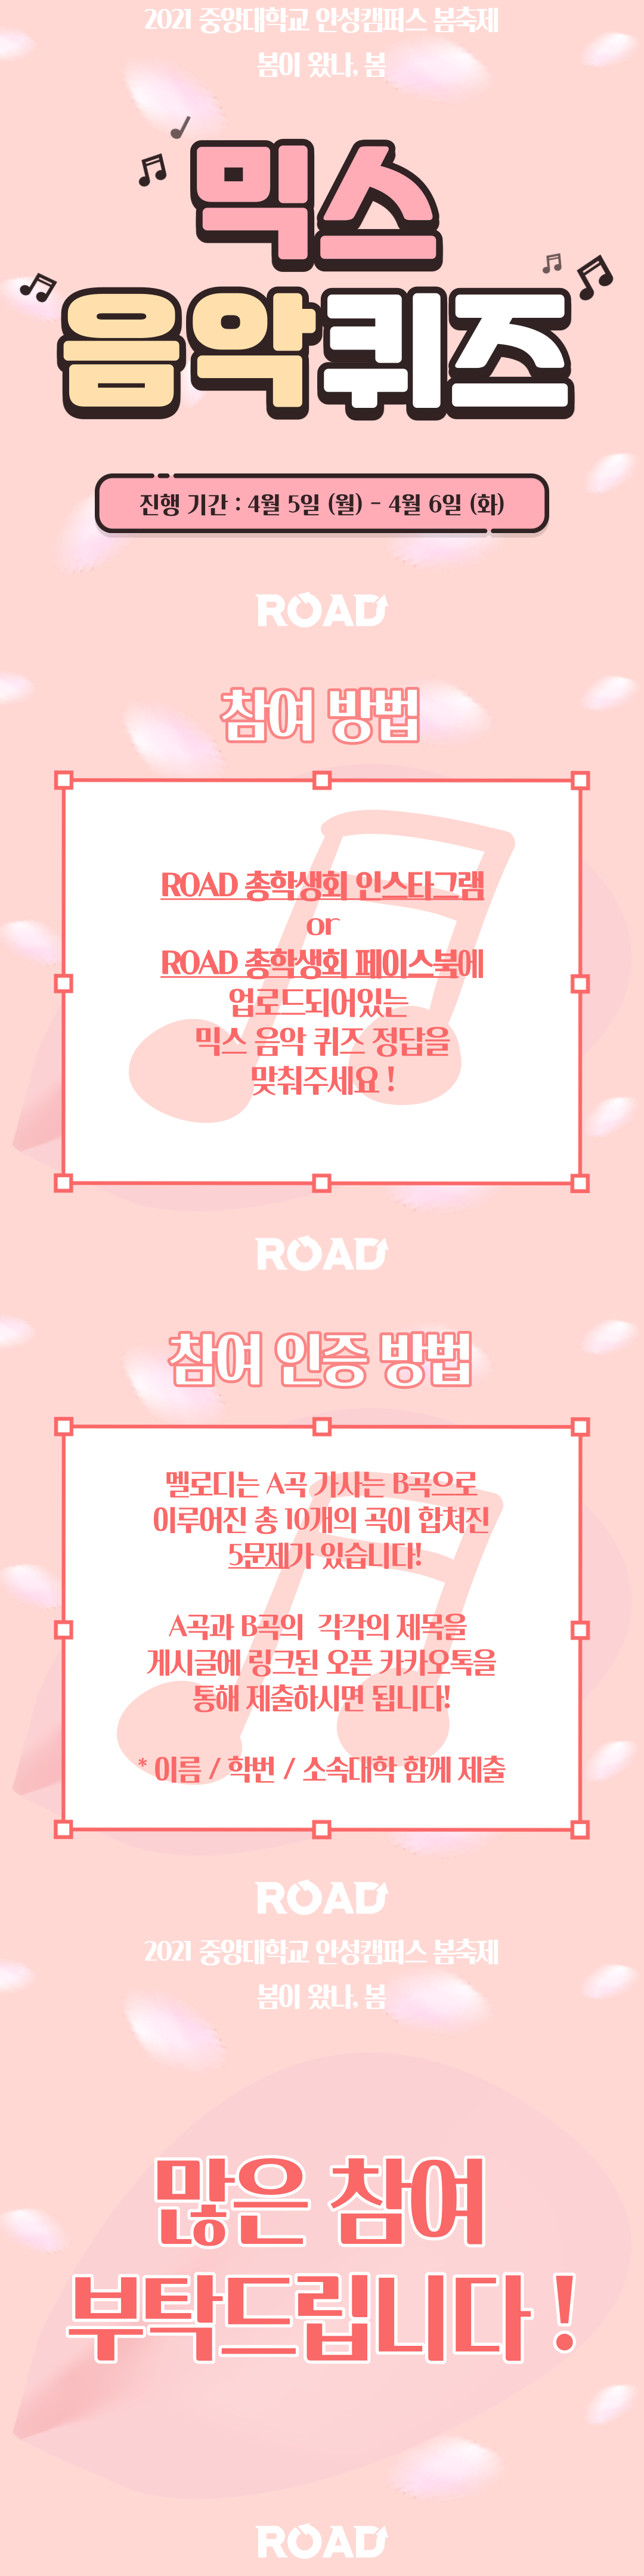 2021 중앙대학교 안성캠퍼스 봄축제
봄이 왔나, 봄
믹스
음악퀴즈
진행 기간 : 4월 5일 (월) - 4월 6일 (화)
ROAD
참여 방법
ROAD 총학생회 인스타그램
or
ROAD 총학생회 페이스북에
업로드되어있는
믹스 음악 퀴즈 정답을
맞춰주세요 !
ROAD
참여 인증 방법
멜로디는 A곡 가사는 B곡으로
이루어진 총 10개의 곡이 합쳐진
5문제가 있습니다!
A곡과 B곡의 각각의 제목을
게시글에 링크된 오픈 카카오톡을
통해 제출하시면 됩니다!
* 이름 / 학번 / 소속대학 함께 제출
ROAD
2021 중앙대학교 안성캠퍼스 봄축제
봄이 왔나, 봄
많은 참여
부탁드립니다 !
ROAD